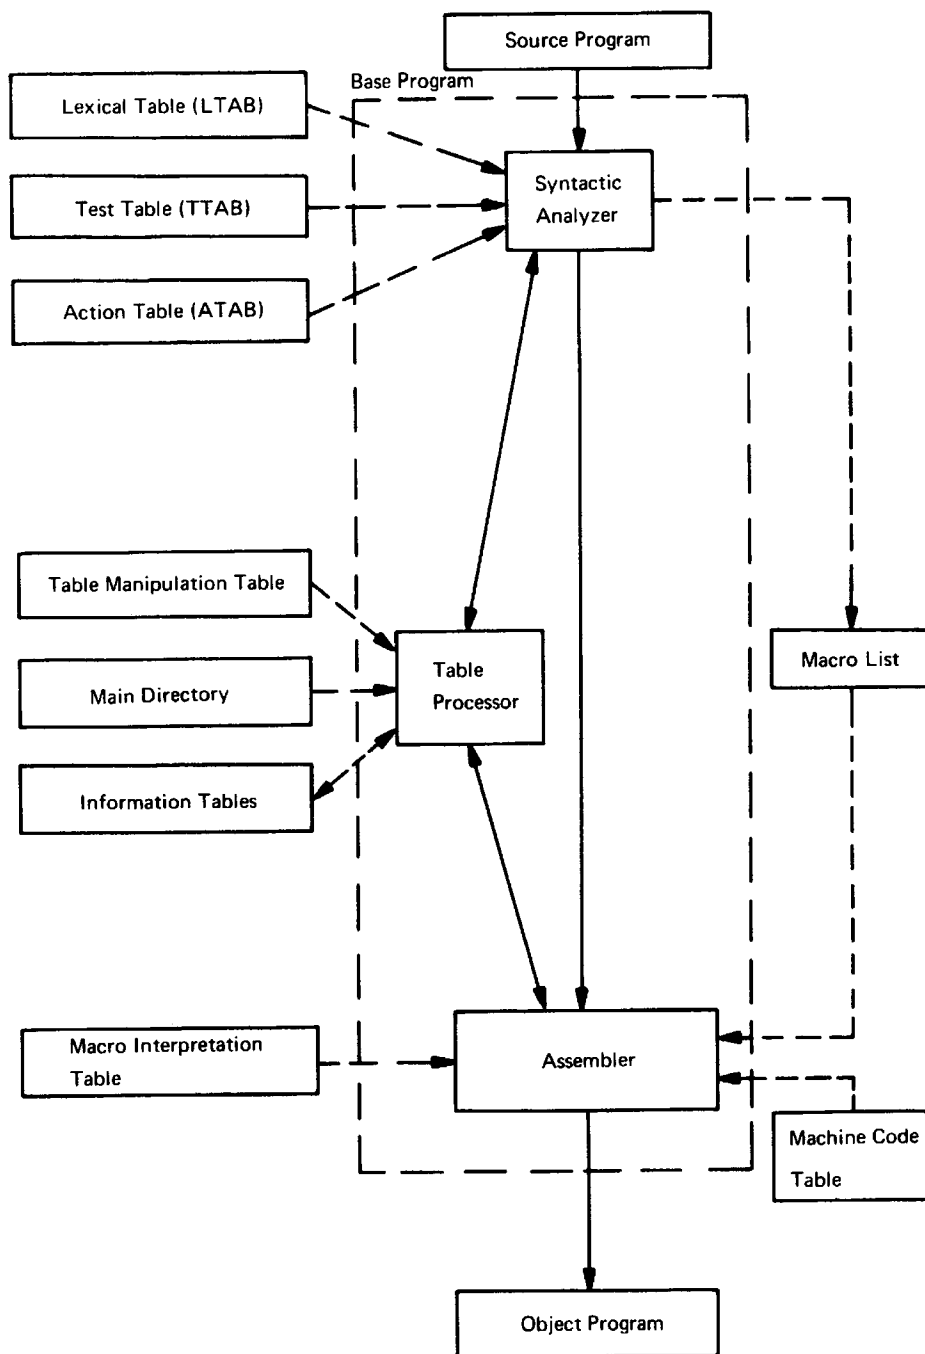 Source Program
Base Program
Lexical Table (LTAB)
Syntactic
Analyzer
Test Table (TTAB)
Action Table (ATAB)
Table Manipulation Table
Table
Processor
Macro List
Main Directory
Information Tables
Macro Interpretation
Table
Assembler
Machine Code
Table
Object Program